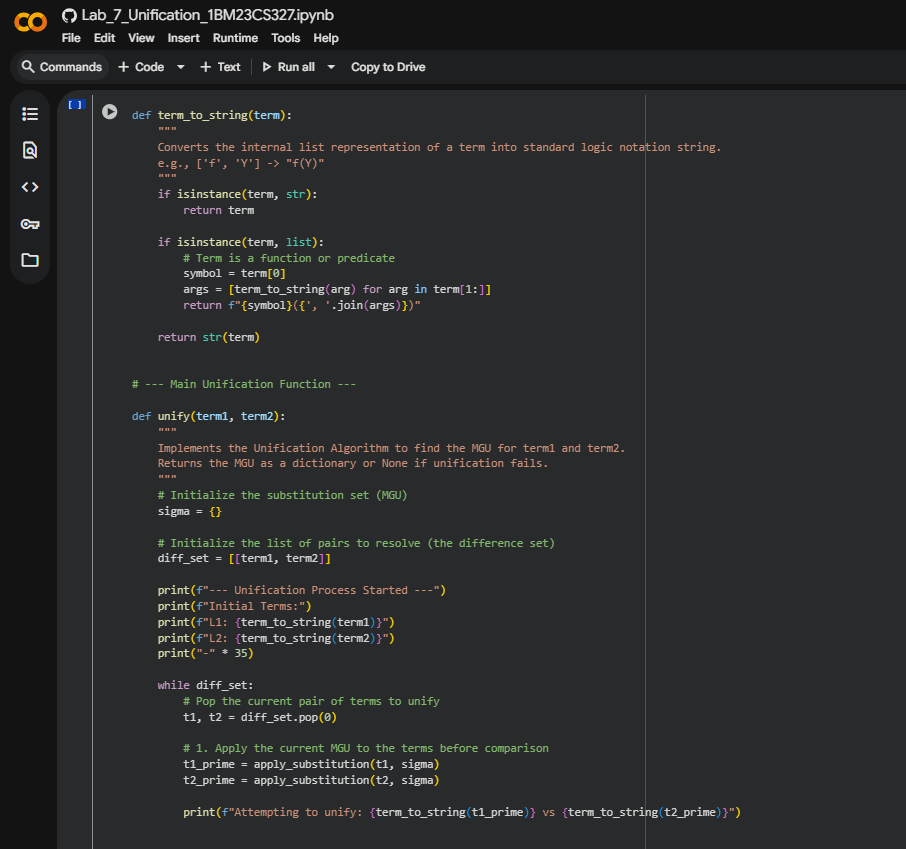 Lab_7_Unification_1BM23CS327.ipynb
File Edit View Insert Runtime Tools Help
Commands + Code + Text Run all Copy to Drive
[ ]
def term_to_string(term):
    """
    Converts the internal list representation of a term into standard logic notation string.
    e.g., ['f', 'Y'] -> "f(Y)"
    """
    if isinstance(term, str):
        return term

    if isinstance(term, list):
        # Term is a function or predicate
        symbol = term[0]
        args = [term_to_string(arg) for arg in term[1:]]
        return f"{symbol}({', '.join(args)})"

    return str(term)


# --- Main Unification Function ---

def unify(term1, term2):
    """
    Implements the Unification Algorithm to find the MGU for term1 and term2.
    Returns the MGU as a dictionary or None if unification fails.
    """
    # Initialize the substitution set (MGU)
    sigma = {}

    # Initialize the list of pairs to resolve (the difference set)
    diff_set = [[term1, term2]]

    print(f"--- Unification Process Started ---")
    print(f"Initial Terms:")
    print(f"L1: {term_to_string(term1)}")
    print(f"L2: {term_to_string(term2)}")
    print("-" * 35)

    while diff_set:
        # Pop the current pair of terms to unify
        t1, t2 = diff_set.pop(0)

        # 1. Apply the current MGU to the terms before comparison
        t1_prime = apply_substitution(t1, sigma)
        t2_prime = apply_substitution(t2, sigma)

        print(f"Attempting to unify: {term_to_string(t1_prime)} vs {term_to_string(t2_prime)}")